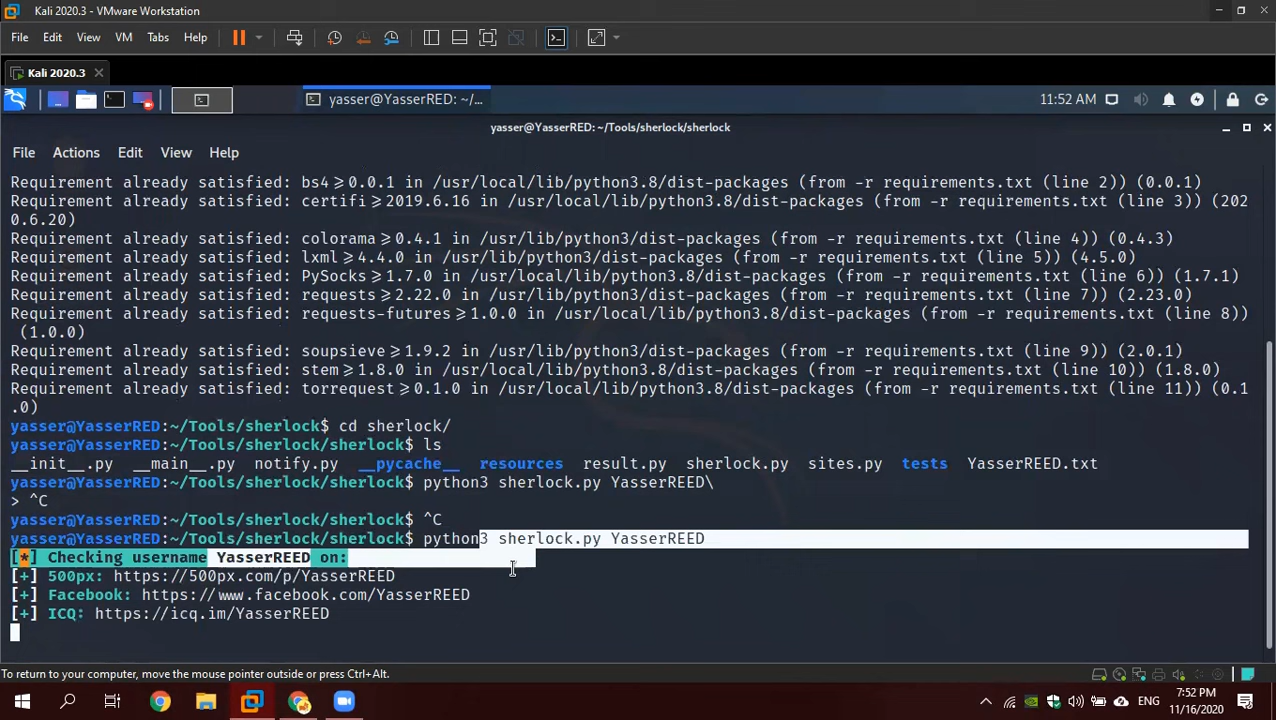 Kali 2020.3 - VMware Workstation
File Edit View VM Tabs Help
Kali 2020.3
yasser@YasserRED: ~/... 11:52 AM
yasser@YasserRED: ~/Tools/sherlock/sherlock
File Actions Edit View Help
Requirement already satisfied: bs4≥0.0.1 in /usr/local/lib/python3.8/dist-packages (from -r requirements.txt (line 2)) (0.0.1)
Requirement already satisfied: certifi≥2019.6.16 in /usr/lib/python3/dist-packages (from -r requirements.txt (line 3)) (202
0.6.20)
Requirement already satisfied: colorama≥0.4.1 in /usr/lib/python3/dist-packages (from -r requirements.txt (line 4)) (0.4.3)
Requirement already satisfied: lxml≥4.4.0 in /usr/lib/python3/dist-packages (from -r requirements.txt (line 5)) (4.5.0)
Requirement already satisfied: PySocks≥1.7.0 in /usr/local/lib/python3.8/dist-packages (from -r requirements.txt (line 6)) (1.7.1)
Requirement already satisfied: requests≥2.22.0 in /usr/lib/python3/dist-packages (from -r requirements.txt (line 7)) (2.23.0)
Requirement already satisfied: requests-futures≥1.0.0 in /usr/local/lib/python3.8/dist-packages (from -r requirements.txt (line 8))
(1.0.0)
Requirement already satisfied: soupsieve≥1.9.2 in /usr/lib/python3/dist-packages (from -r requirements.txt (line 9)) (2.0.1)
Requirement already satisfied: stem≥1.8.0 in /usr/local/lib/python3.8/dist-packages (from -r requirements.txt (line 10)) (1.8.0)
Requirement already satisfied: torrequest≥0.1.0 in /usr/local/lib/python3.8/dist-packages (from -r requirements.txt (line 11)) (0.1
.0)
yasser@YasserRED:~/Tools/sherlock$ cd sherlock/
yasser@YasserRED:~/Tools/sherlock/sherlock$ ls
__init__.py __main__.py notify.py __pycache__ resources result.py sherlock.py sites.py tests YasserREED.txt
yasser@YasserRED:~/Tools/sherlock/sherlock$ python3 sherlock.py YasserREED\
> ^C
yasser@YasserRED:~/Tools/sherlock/sherlock$ ^C
yasser@YasserRED:~/Tools/sherlock/sherlock$ python3 sherlock.py YasserREED
[*] Checking username YasserREED on:
[+] 500px: https://500px.com/p/YasserREED
[+] Facebook: https://www.facebook.com/YasserREED
[+] ICQ: https://icq.im/YasserREED
To return to your computer, move the mouse pointer outside or press Ctrl+Alt.
ENG
7:52 PM
11/16/2020